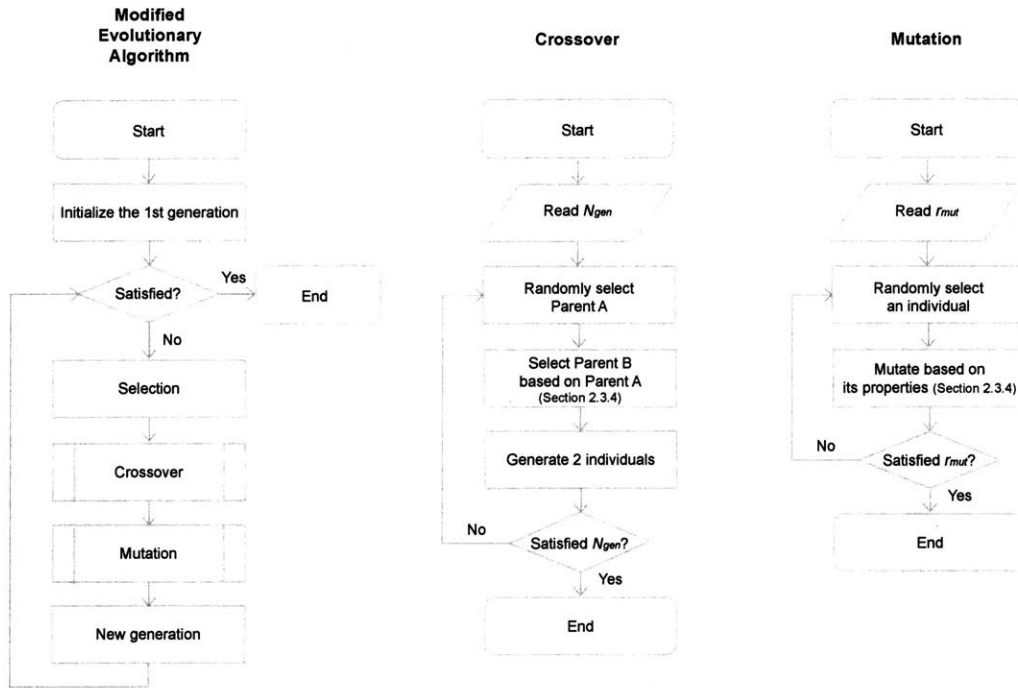 Modified
Evolutionary
Algorithm
Start
Initialize the 1st generation
Satisfied?
Yes
End
No
Selection
Crossover
Mutation
New generation
Crossover
Start
Read Ngen
Randomly select
Parent A
Select Parent B
based on Parent A
(Section 2.3.4)
Generate 2 individuals
No
Satisfied Ngen?
Yes
End
Mutation
Start
Read rmut
Randomly select
an individual
Mutate based on
its properties (Section 2.3.4)
No
Satisfied rmut?
Yes
End